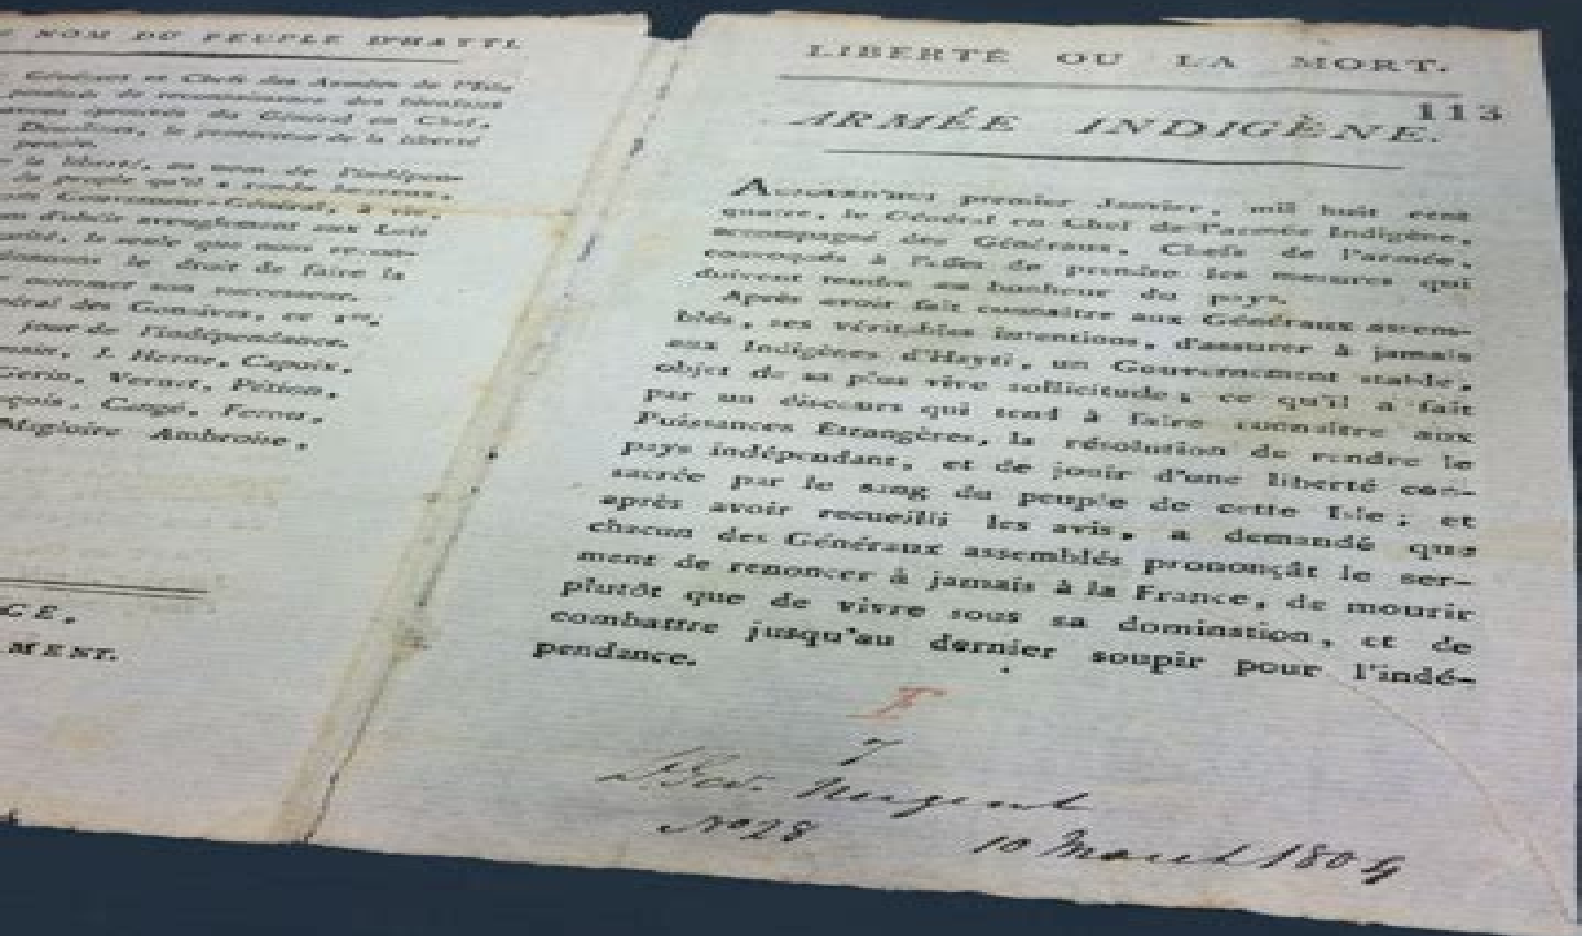 NOM DU PEUPLE D'HAYTI.
Généraux et Chefs des Armées de l'Isle
pénétrés de reconnaissance des bienfaits
éprouvés du Général en Chef,
Dessalines, le protecteur de la liberté
peuple.
la liberté, au nom de l'indépen-
du peuple qu'il a rendu heureux,
Gouverneur-Général, à vie,
d'obéir aveuglement aux Lois
autorité, la seule que nous recon-
donnons le droit de faire la
nommer son successeur.
Gonaïves, ce 1er.
jour de l'indépendance.
J. Herne, Capoix,
Gerin, Vernet, Pétion,
Cangé, Ferou,
Magloire Ambroise,
CE,
MENT.
LIBERTÉ OU LA MORT.
113
ARMÉE INDIGÈNE.
AUJOURD'HUI premier Janvier, mil huit cent
quatre, le Général en Chef de l'armée Indigène,
accompagné des Généraux, Chefs de l'armée,
convoqués à l'effet de prendre les mesures qui
doivent tendre au bonheur du pays.
Après avoir fait connaître aux Généraux assem-
blés, ses véritables intentions, d'assurer à jamais
aux Indigènes d'Hayti, un Gouvernement stable,
objet de sa plus vive sollicitude; ce qu'il a fait
par un discours qui tend à faire connaître aux
Puissances Etrangères, la résolution de rendre le
pays indépendant, et de jouir d'une liberté con-
sacrée par le sang du peuple de cette Isle; et
après avoir recueilli les avis, a demandé que
chacun des Généraux assemblés prononçât le ser-
ment de renoncer à jamais à la France, de mourir
plutôt que de vivre sous sa domination, et de
combattre jusqu'au dernier soupir pour l'indé-
pendance.
Nugent
No 28 10 March 1804